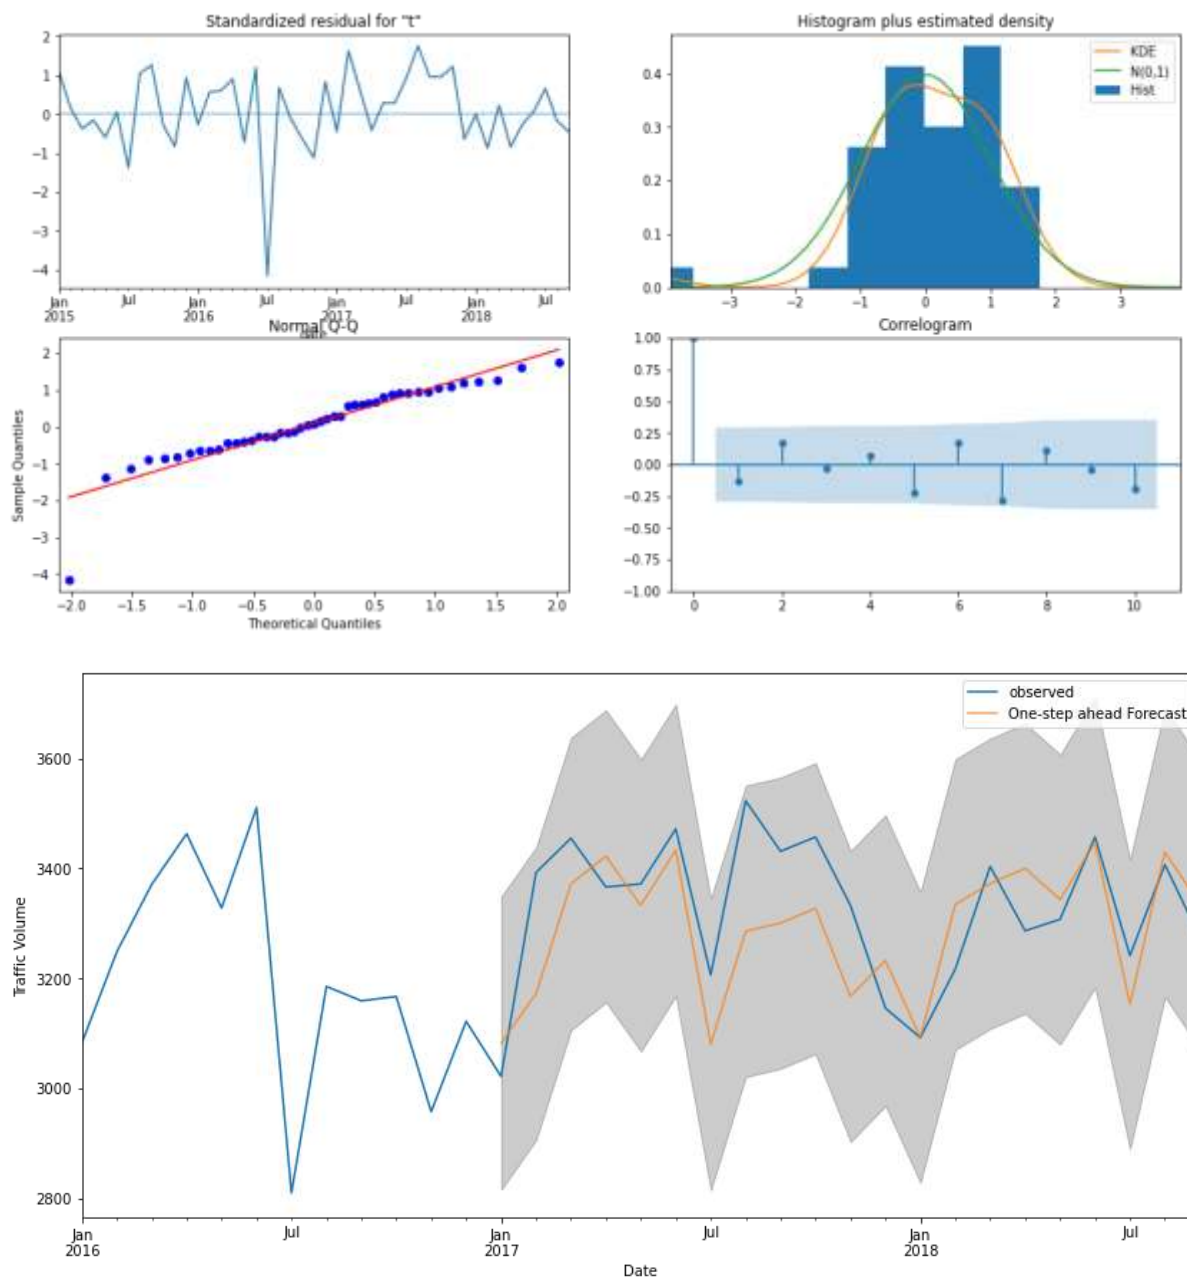 Standardized residual for "t"
2
1
0
−1
−2
−3
−4
Jan
2015
Jul
Jan
2016
Jul
Jan
2017
Jul
Jan
2018
Jul
date
Histogram plus estimated density
KDE
N(0,1)
Hist
0.4
0.3
0.2
0.1
0.0
−3 −2 −1 0 1 2 3
Normal Q-Q
Sample Quantiles
2
1
0
−1
−2
−3
−4
−2.0 −1.5 −1.0 −0.5 0.0 0.5 1.0 1.5 2.0
Theoretical Quantiles
Correlogram
1.00
0.75
0.50
0.25
0.00
−0.25
−0.50
−0.75
−1.00
0 2 4 6 8 10
observed
One-step ahead Forecast
Traffic Volume
3600
3400
3200
3000
2800
Jan
2016
Jul
Jan
2017
Jul
Jan
2018
Jul
Date